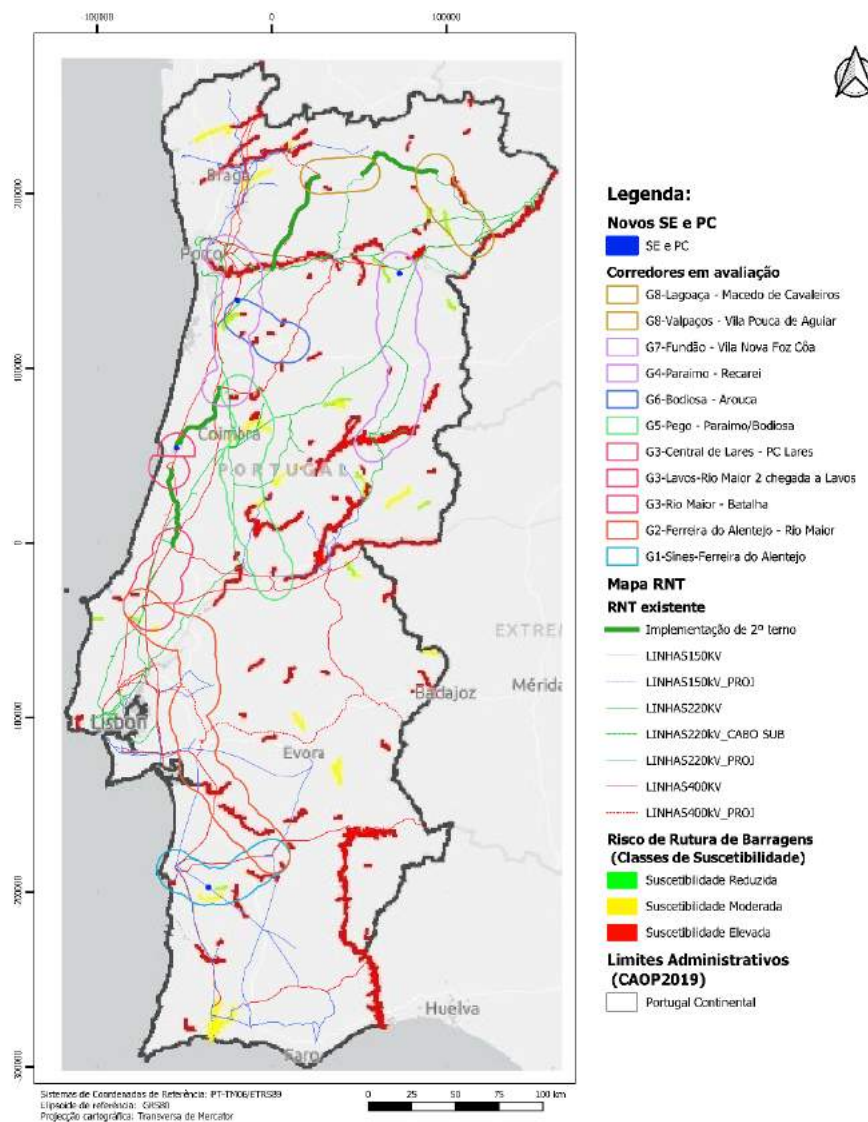 -100000
0
100000
200000
100000
0
100000
200000
300000
Braga
Porto
Coimbra
PORTUGAL
EXTREM
Badajoz
Mérida
Lisbon
Evora
Huelva
Faro
Legenda:
Novos SE e PC
SE e PC
Corredores em avaliação
G8-Lagoaça - Macedo de Cavaleiros
G8-Valpaços - Vila Pouca de Aguiar
G7-Fundão - Vila Nova Foz Côa
G4-Paraimo - Recarei
G6-Bodiosa - Arouca
G5-Pego - Paraimo/Bodiosa
G3-Central de Lares - PC Lares
G3-Lavos-Rio Maior 2 chegada a Lavos
G3-Rio Maior - Batalha
G2-Ferreira do Alentejo - Rio Maior
G1-Sines-Ferreira do Alentejo
Mapa RNT
RNT existente
Implementação de 2º terno
LINHAS150KV
LINHAS150KV_PROJ
LINHAS220KV
LINHAS220KV_CABO SUB
LINHAS220KV_PROJ
LINHAS400KV
LINHAS400KV_PROJ
Risco de Rutura de Barragens
(Classes de Suscetibilidade)
Suscetibilidade Reduzida
Suscetibilidade Moderada
Suscetibilidade Elevada
Limites Administrativos
(CAOP2019)
Portugal Continental
Sistemas de Coordenadas de Referência: PT-TM06/ETRS89
Elipsoide de referência: GRS80
Projecção cartográfica: Transversa de Mercator
0 25 50 75 100 km